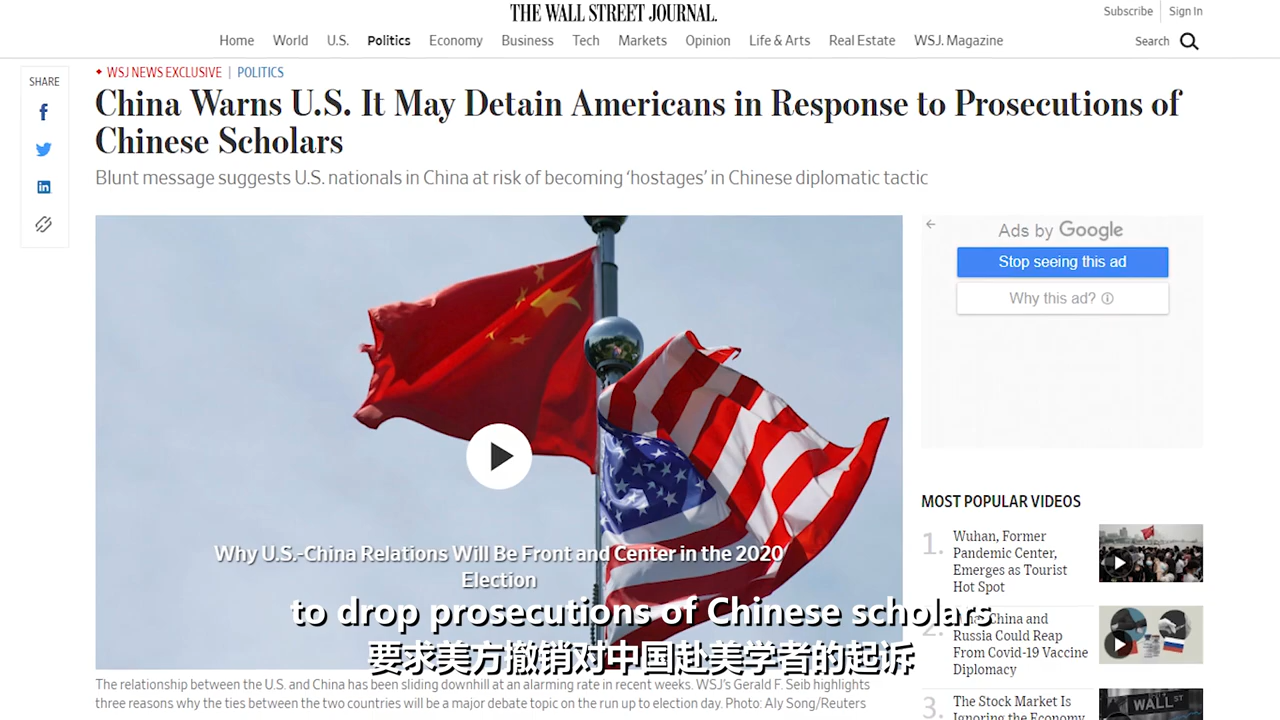 THE WALL STREET JOURNAL.
Subscribe Sign In
Home World U.S. Politics Economy Business Tech Markets Opinion Life & Arts Real Estate WSJ. Magazine
Search
SHARE
WSJ NEWS EXCLUSIVE | POLITICS
China Warns U.S. It May Detain Americans in Response to Prosecutions of
Chinese Scholars
Blunt message suggests U.S. nationals in China at risk of becoming ‘hostages’ in Chinese diplomatic tactic
Ads by Google
Stop seeing this ad
Why this ad?
Why U.S.-China Relations Will Be Front and Center in the 2020
Election
to drop prosecutions of Chinese scholars
要求美方撤销对中国赴美学者的起诉
The relationship between the U.S. and China has been sliding downhill at an alarming rate in recent weeks. WSJ's Gerald F. Seib highlights
three reasons why the ties between the two countries will be a major debate topic on the run up to election day. Photo: Aly Song/Reuters
MOST POPULAR VIDEOS
1.
Wuhan, Former
Pandemic Center,
Emerges as Tourist
Hot Spot
2.
China and
Russia Could Reap
From Covid-19 Vaccine
Diplomacy
3.
The Stock Market Is
Ignoring the Economy
WALL ST